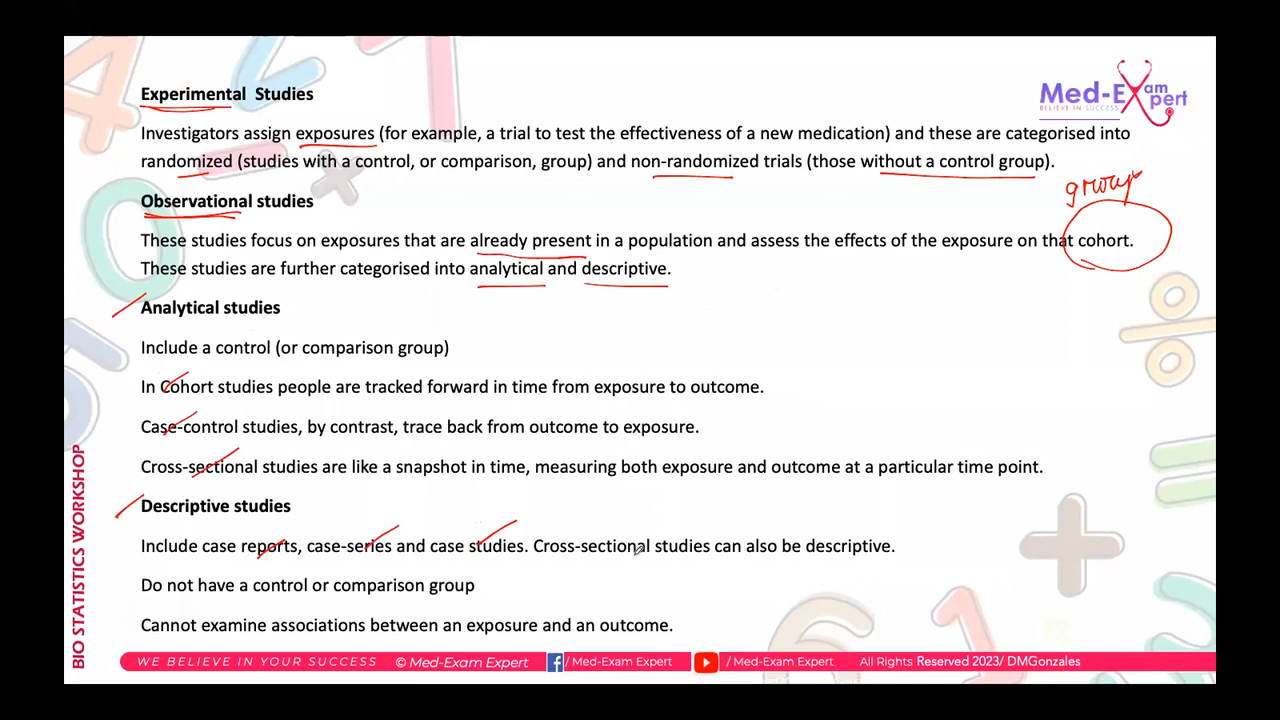 Med-Exam Expert
BELIEVE IN SUCCESS
Experimental Studies
Investigators assign exposures (for example, a trial to test the effectiveness of a new medication) and these are categorised into
randomized (studies with a control, or comparison, group) and non-randomized trials (those without a control group).
group
Observational studies
These studies focus on exposures that are already present in a population and assess the effects of the exposure on that cohort.
These studies are further categorised into analytical and descriptive.
Analytical studies
Include a control (or comparison group)
In Cohort studies people are tracked forward in time from exposure to outcome.
Case-control studies, by contrast, trace back from outcome to exposure.
Cross-sectional studies are like a snapshot in time, measuring both exposure and outcome at a particular time point.
Descriptive studies
Include case reports, case-series and case studies. Cross-sectional studies can also be descriptive.
Do not have a control or comparison group
Cannot examine associations between an exposure and an outcome.
BIO STATISTICS WORKSHOP
WE BELIEVE IN YOUR SUCCESS © Med-Exam Expert / Med-Exam Expert / Med-Exam Expert All Rights Reserved 2023/ DMGonzales